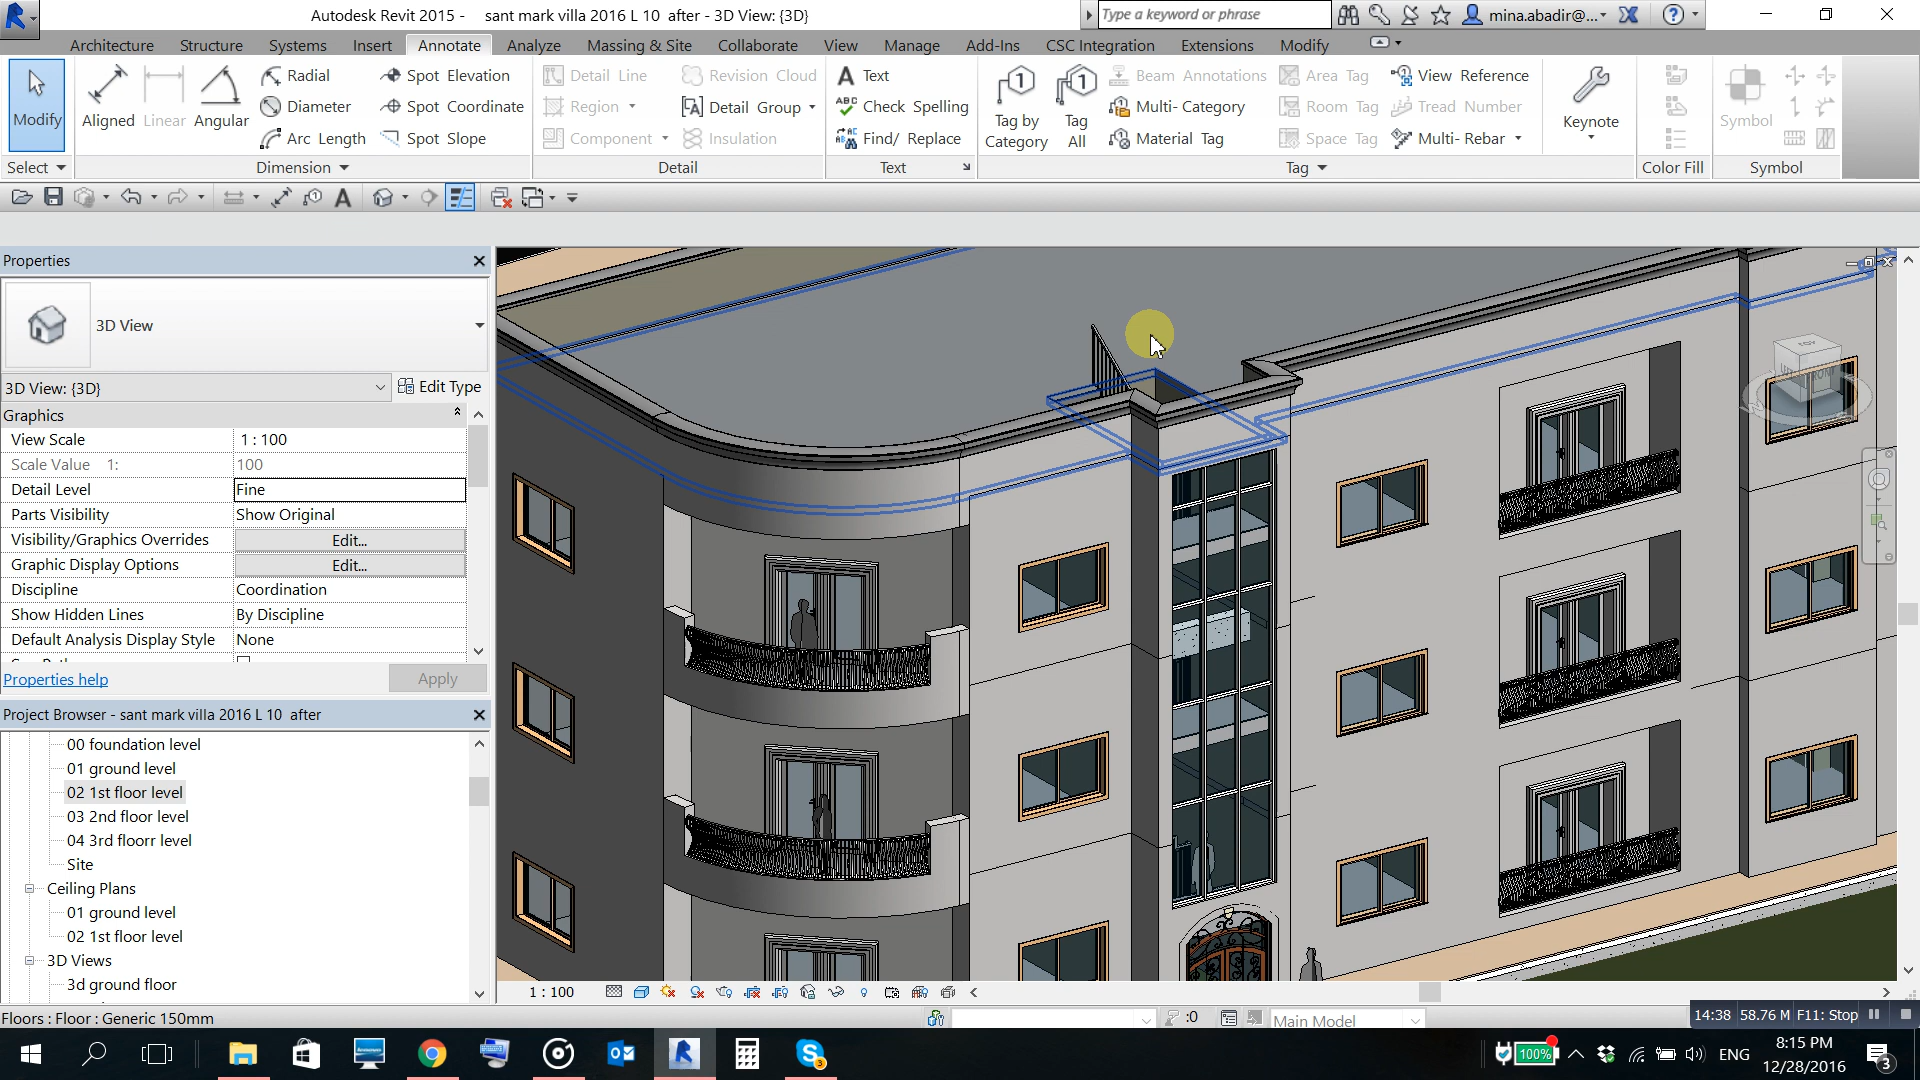 Autodesk Revit 2015 - sant mark villa 2016 L 10 after - 3D View: {3D}
Type a keyword or phrase
mina.abadir@...
Architecture Structure Systems Insert Annotate Analyze Massing & Site Collaborate View Manage Add-Ins CSC Integration Extensions Modify
Modify
Aligned
Linear
Angular
Radial
Diameter
Arc Length
Spot Elevation
Spot Coordinate
Spot Slope
Detail Line
Region
Component
Revision Cloud
Detail Group
Insulation
Text
Check Spelling
Find/ Replace
Tag by
Category
Tag
All
Beam Annotations
Multi- Category
Material Tag
Area Tag
Room Tag
Space Tag
View Reference
Tread Number
Multi- Rebar
Keynote
Symbol
Select
Dimension
Detail
Text
Tag
Color Fill
Symbol
Properties
3D View
3D View: {3D}
Edit Type
Graphics
View Scale 1 : 100
Scale Value 1: 100
Detail Level Fine
Parts Visibility Show Original
Visibility/Graphics Overrides Edit...
Graphic Display Options Edit...
Discipline Coordination
Show Hidden Lines By Discipline
Default Analysis Display Style None
Properties help
Apply
Project Browser - sant mark villa 2016 L 10 after
00 foundation level
01 ground level
02 1st floor level
03 2nd floor level
04 3rd floorr level
Site
Ceiling Plans
01 ground level
02 1st floor level
3D Views
3d ground floor
1 : 100
Floors : Floor : Generic 150mm
:0
Main Model
14:38 58.76 M F11: Stop
3
100%
ENG
8:15 PM
12/28/2016
3